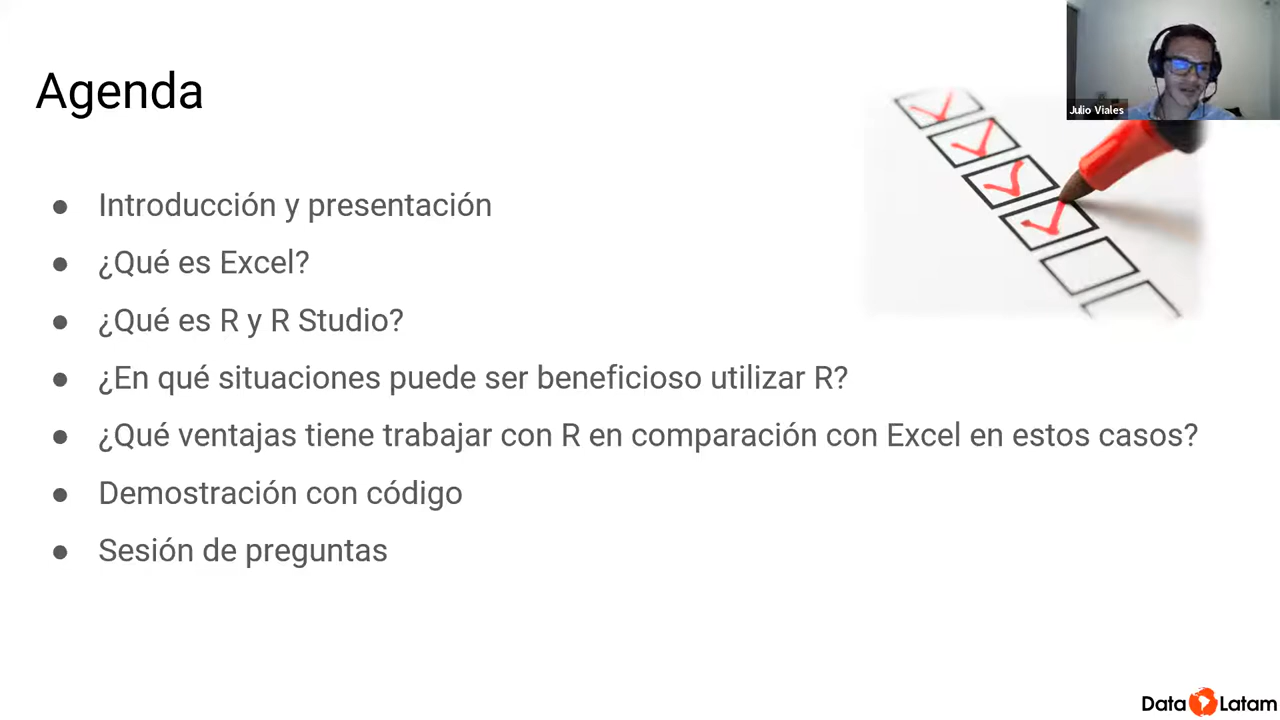 Julio Viales
Agenda
Introducción y presentación
¿Qué es Excel?
¿Qué es R y R Studio?
¿En qué situaciones puede ser beneficioso utilizar R?
¿Qué ventajas tiene trabajar con R en comparación con Excel en estos casos?
Demostración con código
Sesión de preguntas
Data Latam